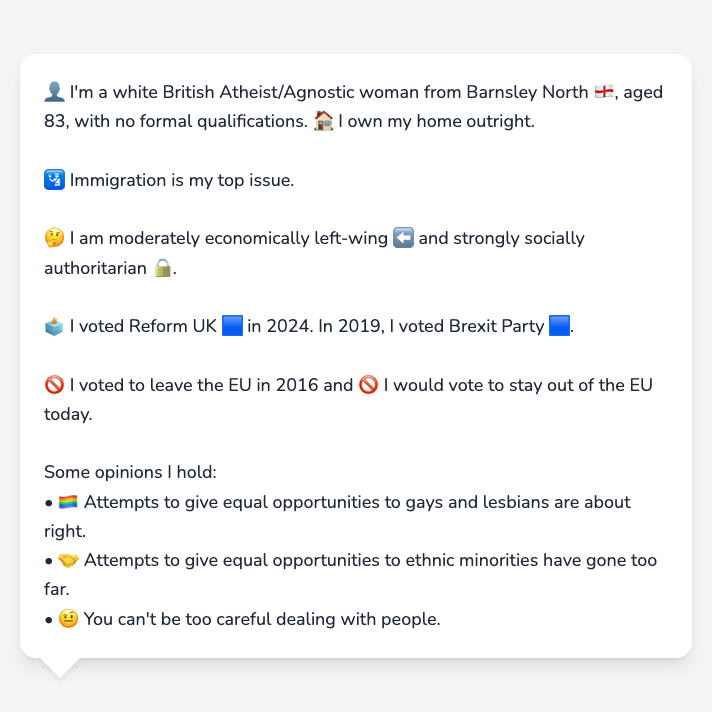 👤 I'm a white British Atheist/Agnostic woman from Barnsley North 🏴󠁧󠁢󠁥󠁮󠁧󠁿, aged
83, with no formal qualifications. 🏠 I own my home outright.
🛂 Immigration is my top issue.
🤔 I am moderately economically left-wing ⬅️ and strongly socially
authoritarian 🔒.
🗳️ I voted Reform UK 🟦 in 2024. In 2019, I voted Brexit Party 🟦.
🚫 I voted to leave the EU in 2016 and 🚫 I would vote to stay out of the EU
today.
Some opinions I hold:
• 🏳️‍🌈 Attempts to give equal opportunities to gays and lesbians are about
right.
• 🤝 Attempts to give equal opportunities to ethnic minorities have gone too
far.
• 🤨 You can't be too careful dealing with people.